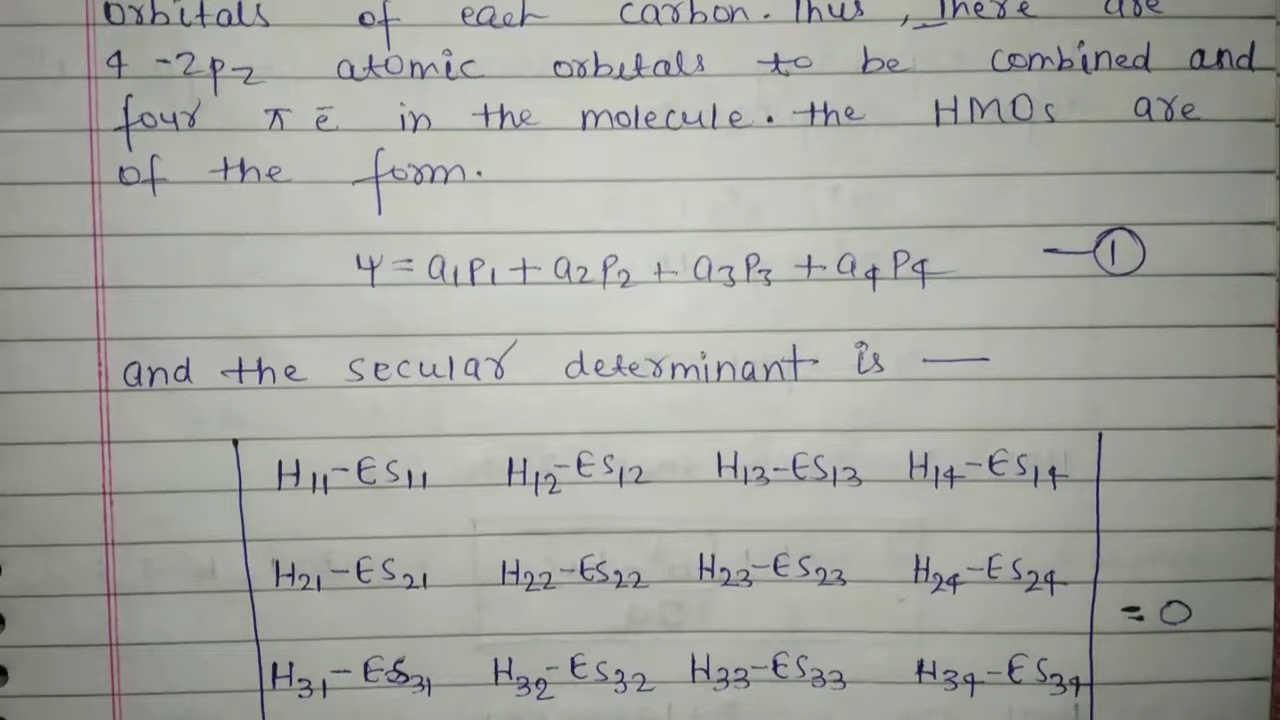 orbitals of each carbon. Thus, There are
4 -2pz atomic orbitals to be combined and
four π ē in the molecule. the HMOs are
of the form.
ψ = a₁p₁ + a₂p₂ + a₃p₃ + a₄p₄ —①
and the secular determinant is —
H₁₁-ES₁₁ H₁₂-ES₁₂ H₁₃-ES₁₃ H₁₄-ES₁₄
H₂₁-ES₂₁ H₂₂-ES₂₂ H₂₃-ES₂₃ H₂₄-ES₂₄
= 0
H₃₁-ES₃₁ H₃₂-ES₃₂ H₃₃-ES₃₃ H₃₄-ES₃₄